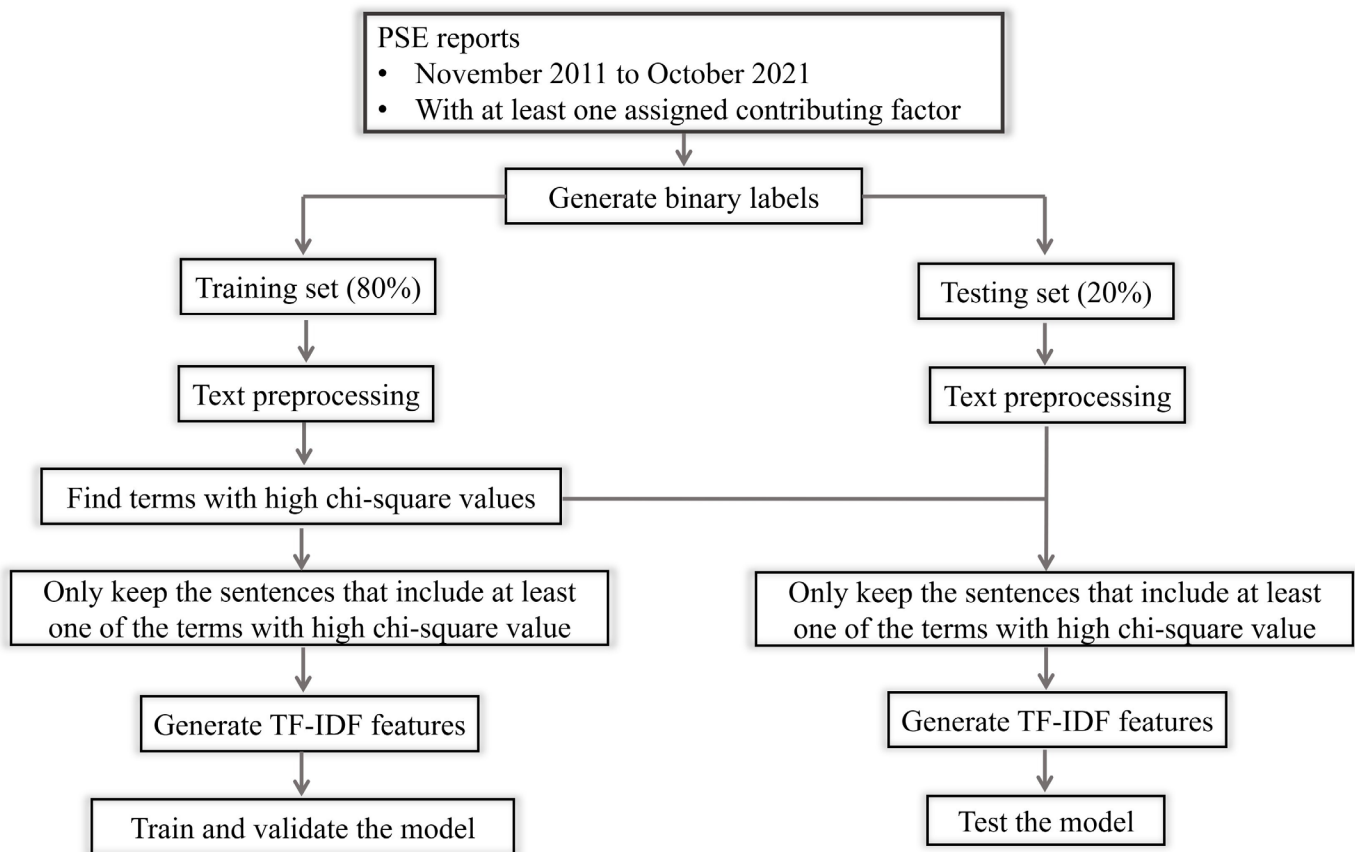 PSE reports
• November 2011 to October 2021
• With at least one assigned contributing factor
Generate binary labels
Training set (80%)
Testing set (20%)
Text preprocessing
Text preprocessing
Find terms with high chi-square values
Only keep the sentences that include at least
one of the terms with high chi-square value
Only keep the sentences that include at least
one of the terms with high chi-square value
Generate TF-IDF features
Generate TF-IDF features
Train and validate the model
Test the model